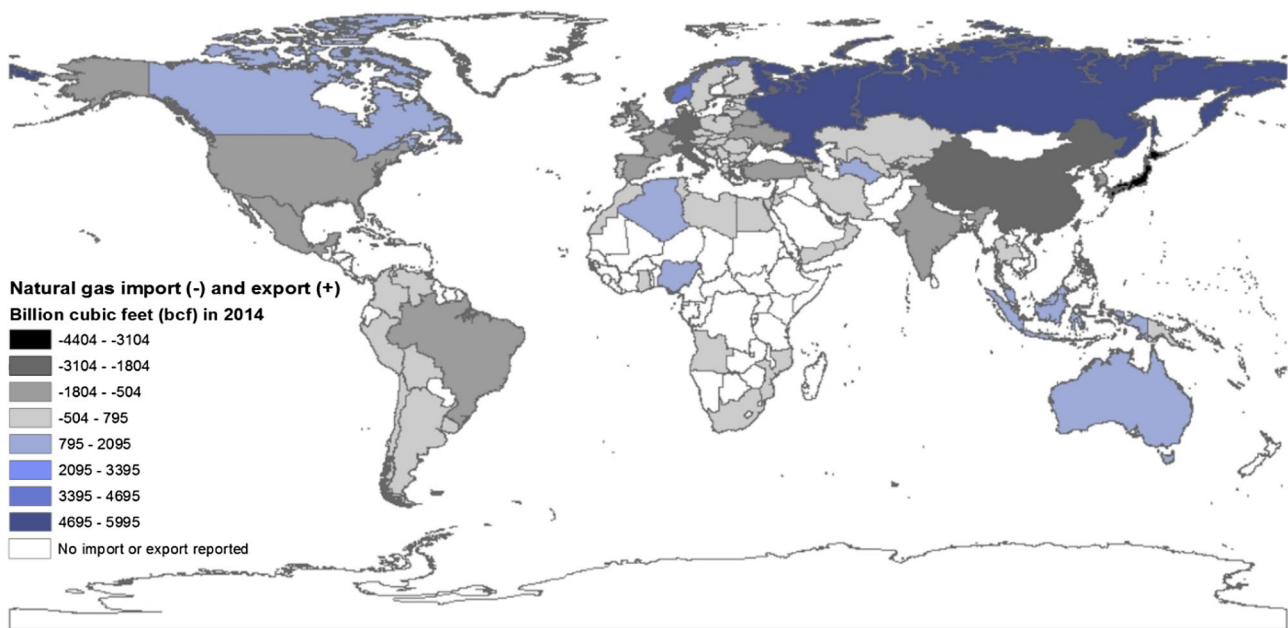 Natural gas import (-) and export (+)
Billion cubic feet (bcf) in 2014
-4404 - -3104
-3104 - -1804
-1804 - -504
-504 - 795
795 - 2095
2095 - 3395
3395 - 4695
4695 - 5995
No import or export reported